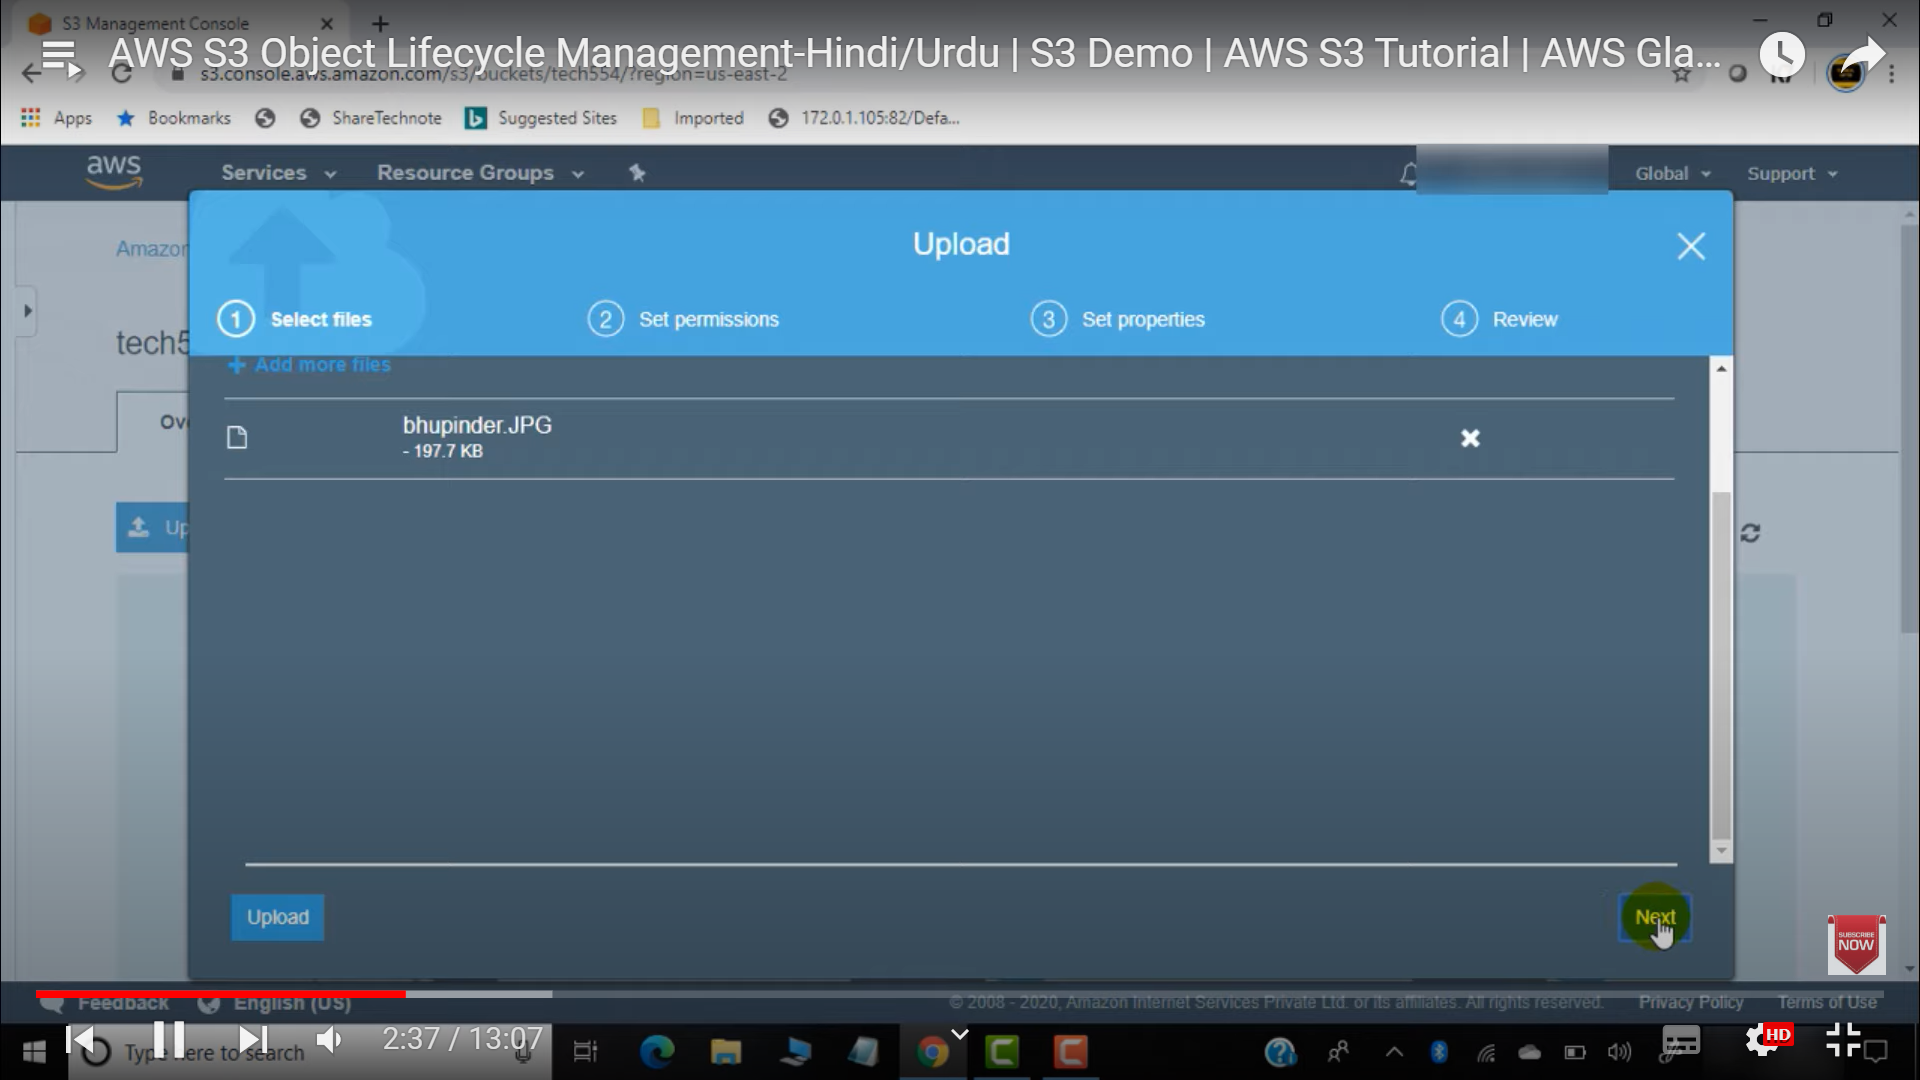 S3 Management Console
AWS S3 Object Lifecycle Management-Hindi/Urdu | S3 Demo | AWS S3 Tutorial | AWS Gla...
s3.console.aws.amazon.com/s3/buckets/tech554/?region=us-east-2
Apps Bookmarks ShareTechnote Suggested Sites Imported 172.0.1.105:82/Defa...
aws Services Resource Groups Global Support
Upload
Amazon
1 Select files 2 Set permissions 3 Set properties 4 Review
tech5
+ Add more files
Ove
bhupinder.JPG
- 197.7 KB
Up
Upload Next
SUBSCRIBE
NOW
Feedback English (US) © 2008 - 2020, Amazon Internet Services Private Ltd. or its affiliates. All rights reserved. Privacy Policy Terms of Use
Type here to search 2:37 / 13:07 HD